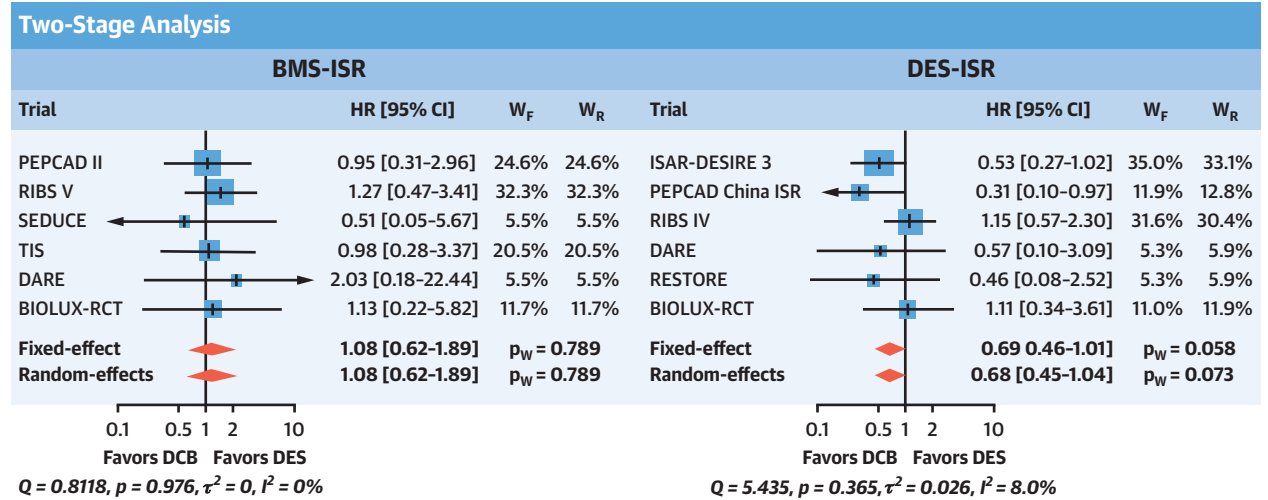 Two-Stage Analysis
BMS-ISR DES-ISR
Trial HR [95% CI] W_F W_R Trial HR [95% CI] W_F W_R
PEPCAD II 0.95 [0.31–2.96] 24.6% 24.6% ISAR-DESIRE 3 0.53 [0.27–1.02] 35.0% 33.1%
RIBS V 1.27 [0.47–3.41] 32.3% 32.3% PEPCAD China ISR 0.31 [0.10–0.97] 11.9% 12.8%
SEDUCE 0.51 [0.05–5.67] 5.5% 5.5% RIBS IV 1.15 [0.57–2.30] 31.6% 30.4%
TIS 0.98 [0.28–3.37] 20.5% 20.5% DARE 0.57 [0.10–3.09] 5.3% 5.9%
DARE 2.03 [0.18–22.44] 5.5% 5.5% RESTORE 0.46 [0.08–2.52] 5.3% 5.9%
BIOLUX-RCT 1.13 [0.22–5.82] 11.7% 11.7% BIOLUX-RCT 1.11 [0.34–3.61] 11.0% 11.9%
Fixed-effect 1.08 [0.62–1.89] p_W = 0.789 Fixed-effect 0.69 0.46–1.01] p_W = 0.058
Random-effects 1.08 [0.62–1.89] p_W = 0.789 Random-effects 0.68 [0.45–1.04] p_W = 0.073
0.1 0.5 1 2 10 0.1 0.5 1 2 10
Favors DCB Favors DES Favors DCB Favors DES
Q = 0.8118, p = 0.976, τ² = 0, I² = 0% Q = 5.435, p = 0.365, τ² = 0.026, I² = 8.0%